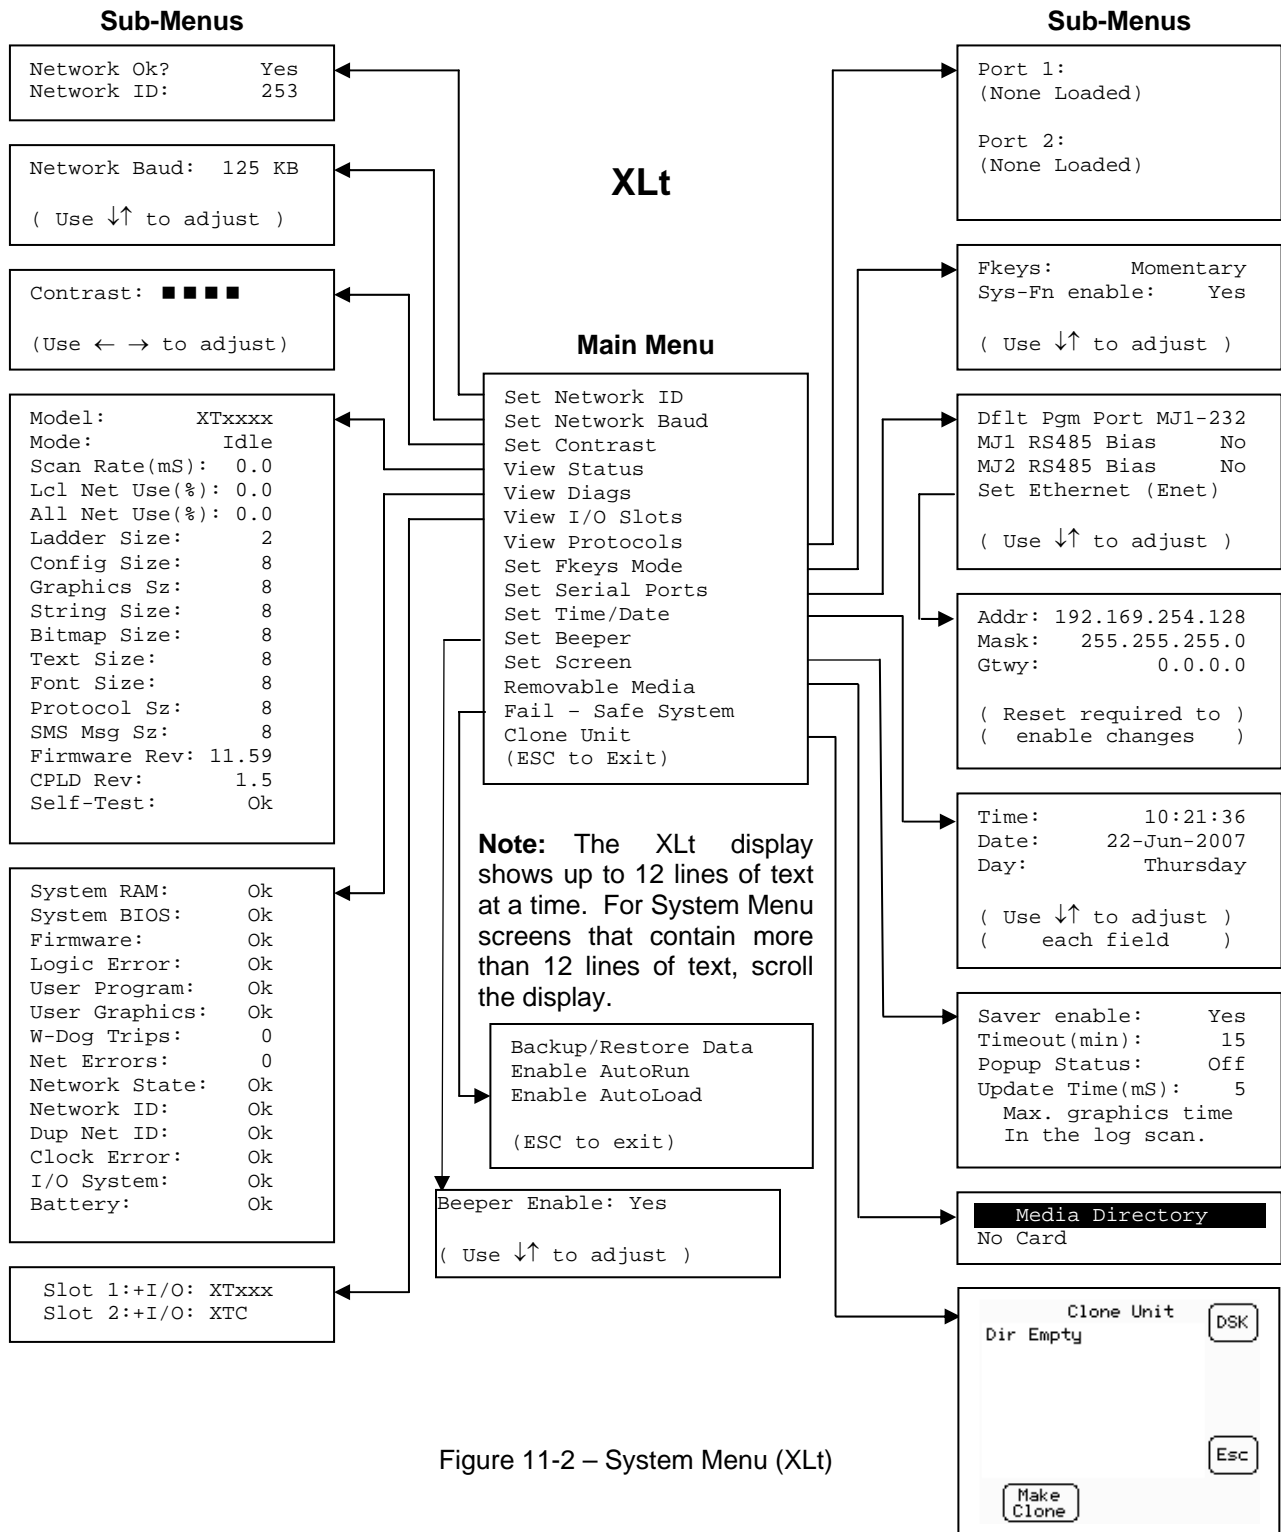 Sub-Menus
Network Ok? Yes
Network ID: 253
Network Baud: 125 KB
( Use ↓↑ to adjust )
Contrast: ■ ■ ■ ■
(Use ← → to adjust)
Model: XTxxxx
Mode: Idle
Scan Rate(mS): 0.0
Lcl Net Use(%): 0.0
All Net Use(%): 0.0
Ladder Size: 2
Config Size: 8
Graphics Sz: 8
String Size: 8
Bitmap Size: 8
Text Size: 8
Font Size: 8
Protocol Sz: 8
SMS Msg Sz: 8
Firmware Rev: 11.59
CPLD Rev: 1.5
Self-Test: Ok
System RAM: Ok
System BIOS: Ok
Firmware: Ok
Logic Error: Ok
User Program: Ok
User Graphics: Ok
W-Dog Trips: 0
Net Errors: 0
Network State: Ok
Network ID: Ok
Dup Net ID: Ok
Clock Error: Ok
I/O System: Ok
Battery: Ok
Slot 1:+I/O: XTxxx
Slot 2:+I/O: XTC
XLt
Main Menu
Set Network ID
Set Network Baud
Set Contrast
View Status
View Diags
View I/O Slots
View Protocols
Set Fkeys Mode
Set Serial Ports
Set Time/Date
Set Beeper
Set Screen
Removable Media
Fail – Safe System
Clone Unit
(ESC to Exit)
Note: The XLt display
shows up to 12 lines of text
at a time. For System Menu
screens that contain more
than 12 lines of text, scroll
the display.
Backup/Restore Data
Enable AutoRun
Enable AutoLoad
(ESC to exit)
Beeper Enable: Yes
( Use ↓↑ to adjust )
Sub-Menus
Port 1:
(None Loaded)
Port 2:
(None Loaded)
Fkeys: Momentary
Sys-Fn enable: Yes
( Use ↓↑ to adjust )
Dflt Pgm Port MJ1-232
MJ1 RS485 Bias No
MJ2 RS485 Bias No
Set Ethernet (Enet)
( Use ↓↑ to adjust )
Addr: 192.169.254.128
Mask: 255.255.255.0
Gtwy: 0.0.0.0
( Reset required to )
( enable changes )
Time: 10:21:36
Date: 22-Jun-2007
Day: Thursday
( Use ↓↑ to adjust )
( each field )
Saver enable: Yes
Timeout(min): 15
Popup Status: Off
Update Time(mS): 5
Max. graphics time
In the log scan.
Media Directory
No Card
Clone Unit
DSK
Dir Empty
Esc
Make
Clone
Figure 11-2 – System Menu (XLt)